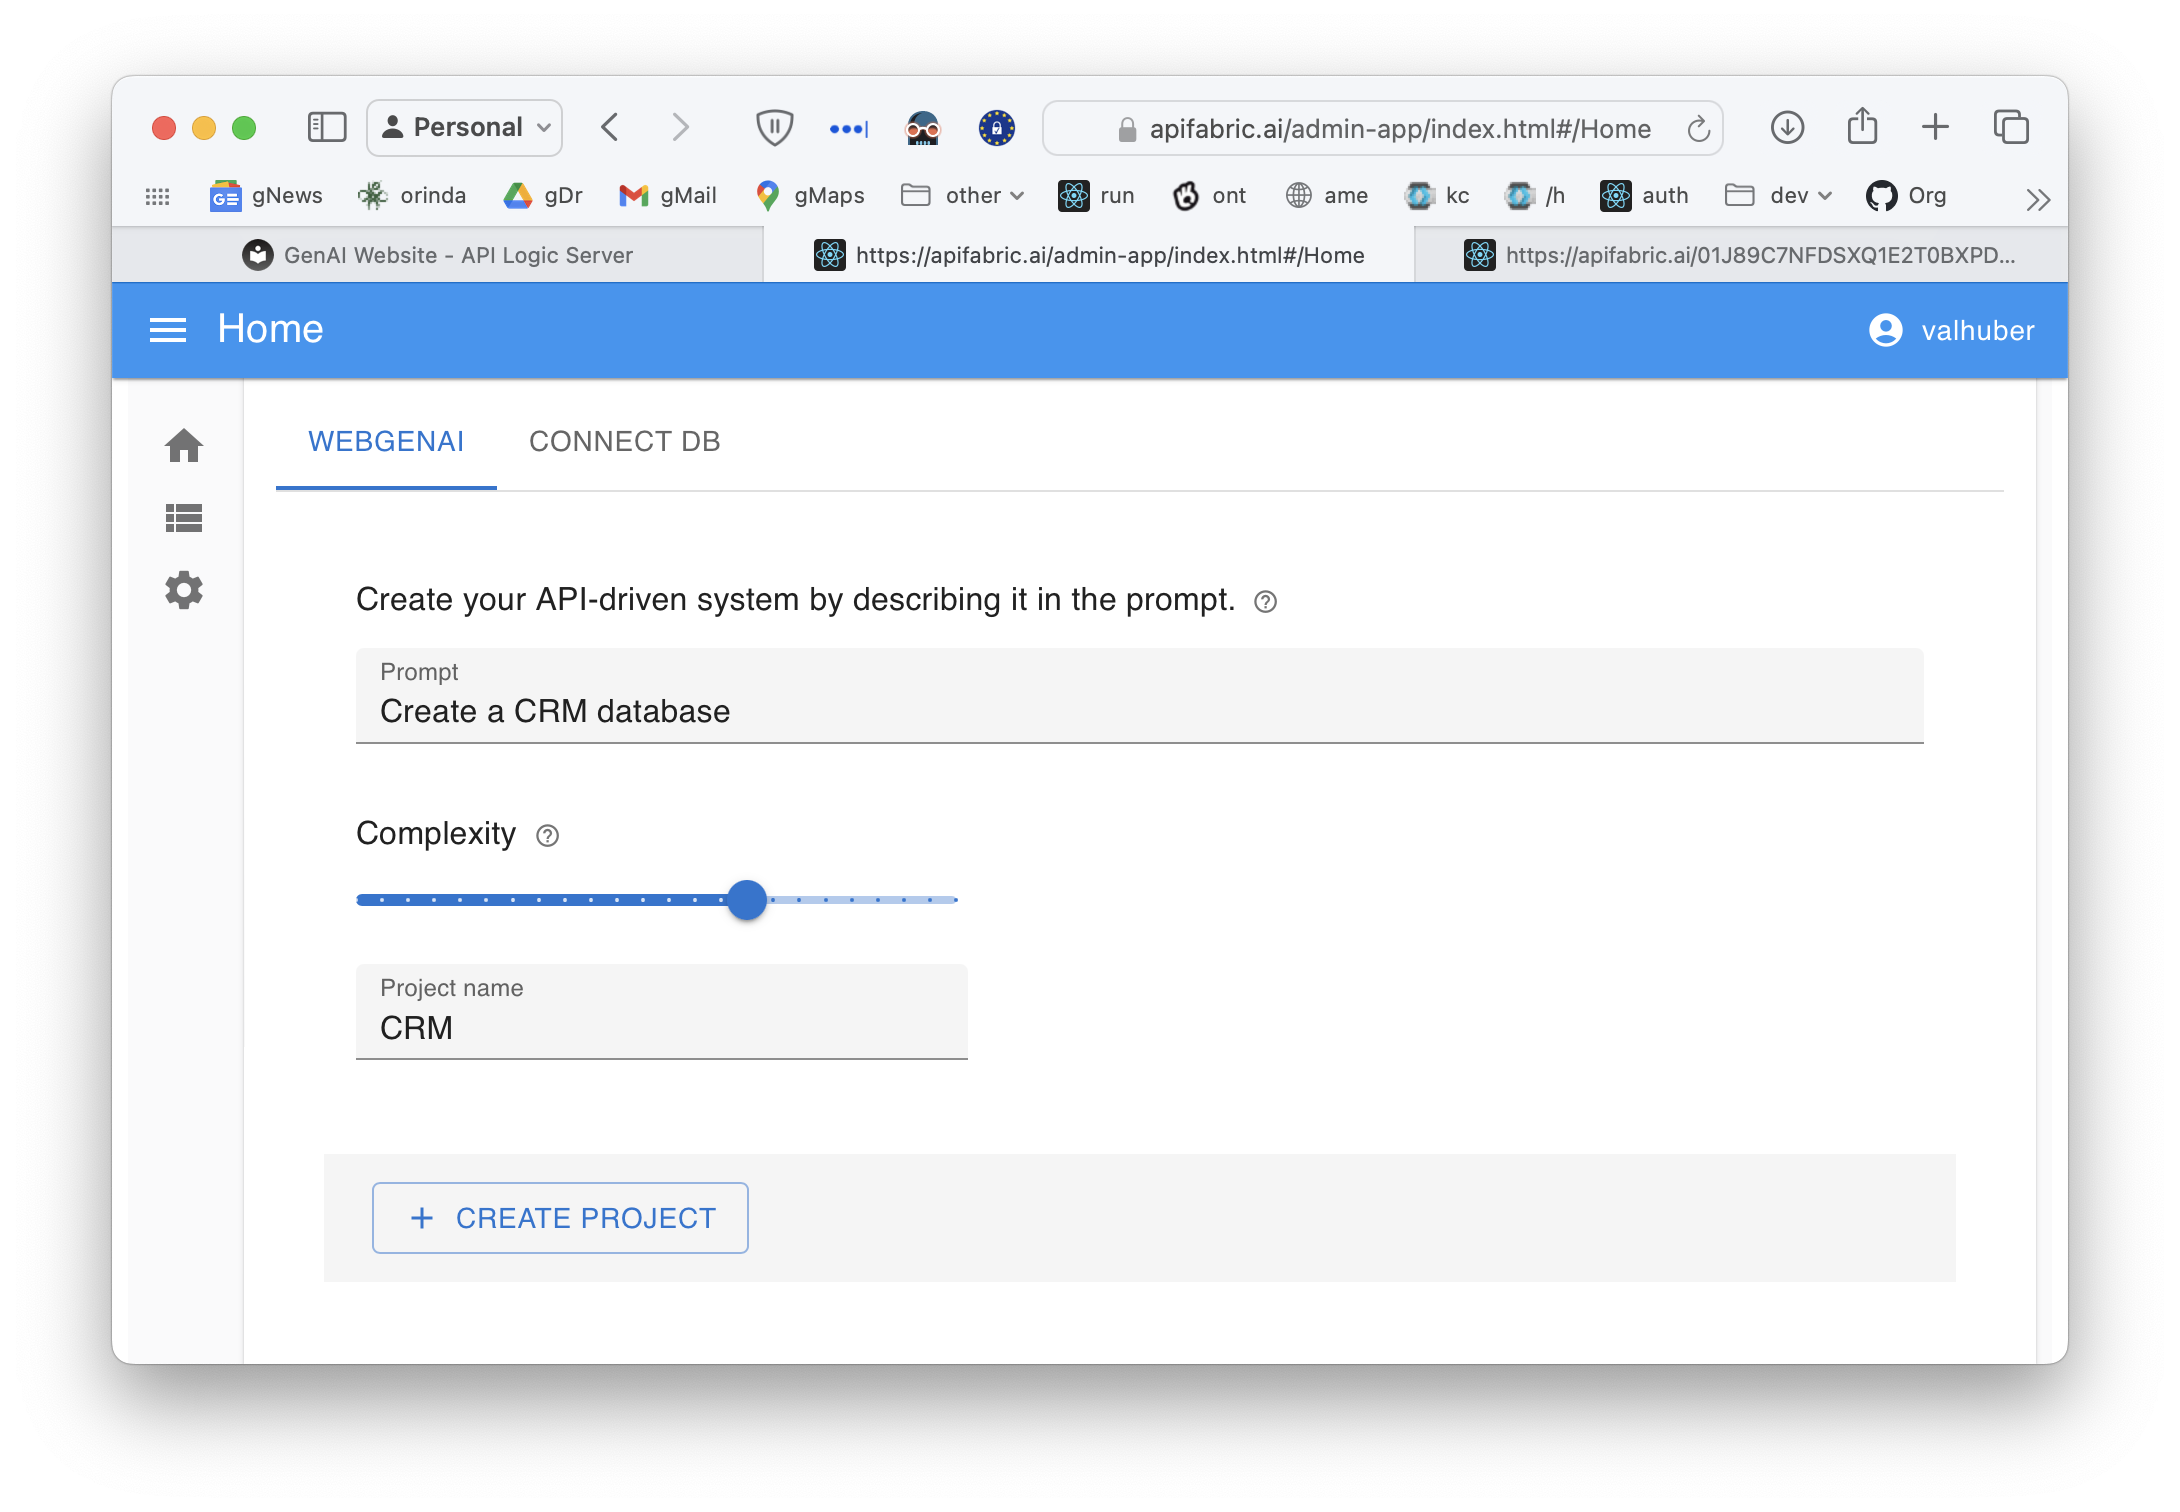 Personal
apifabric.ai/admin-app/index.html#/Home
gNews orinda gDr gMail gMaps other run ont ame kc /h auth dev Org
GenAI Website - API Logic Server https://apifabric.ai/admin-app/index.html#/Home https://apifabric.ai/01J89C7NFDSXQ1E2T0BXPD...
Home valhuber
WEBGENAI CONNECT DB
Create your API-driven system by describing it in the prompt.
Prompt
Create a CRM database
Complexity
Project name
CRM
+ CREATE PROJECT